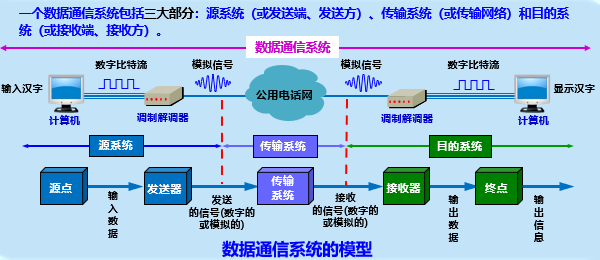 一个数据通信系统包括三大部分：源系统（或发送端、发送方）、传输系统（或传输网络）和目的系
统（或接收端、接收方）。
数据通信系统
数字比特流
模拟信号
模拟信号
数字比特流
输入汉字
公用电话网
显示汉字
计算机
调制解调器
调制解调器
计算机
源系统
传输系统
目的系统
源点
发送器
传输
系统
接收器
终点
输入数据
发送
的信号(数字的
或模拟的)
接收
的信号(数字的
或模拟的)
输出数据
输出信息
数据通信系统的模型